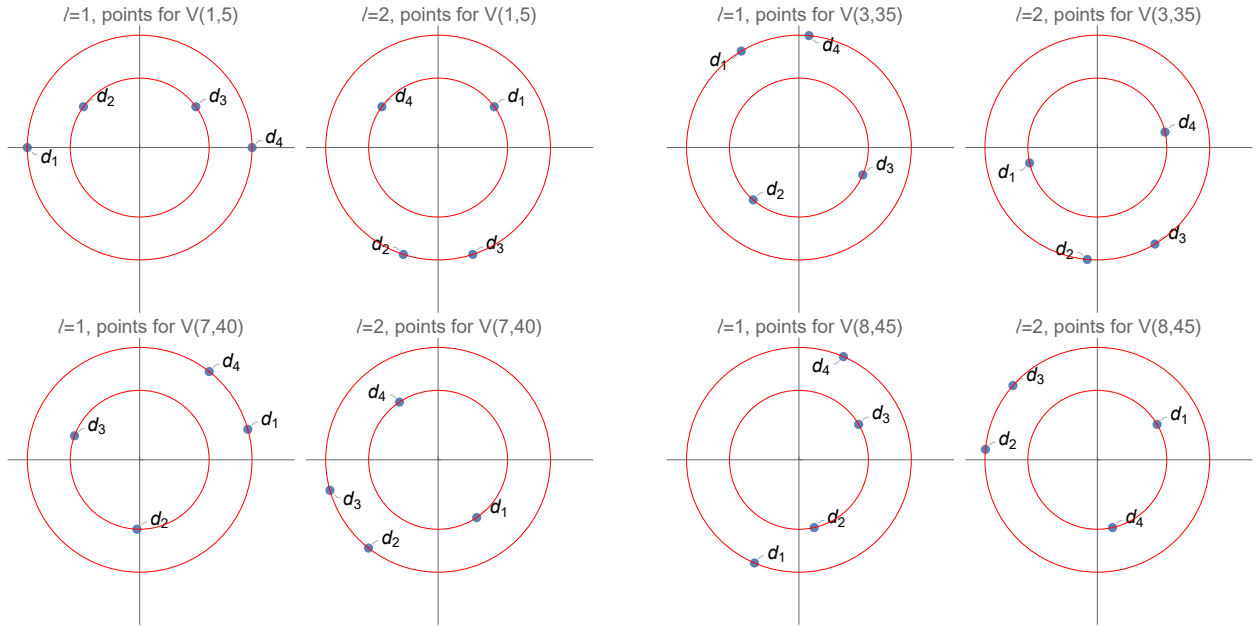 l=1, points for V(1,5)
d2
d3
d1
d4
l=2, points for V(1,5)
d4
d1
d2
d3
l=1, points for V(3,35)
d1
d4
d3
d2
l=2, points for V(3,35)
d4
d1
d3
d2
l=1, points for V(7,40)
d4
d1
d3
d2
l=2, points for V(7,40)
d4
d3
d1
d2
l=1, points for V(8,45)
d4
d3
d2
d1
l=2, points for V(8,45)
d3
d1
d2
d4